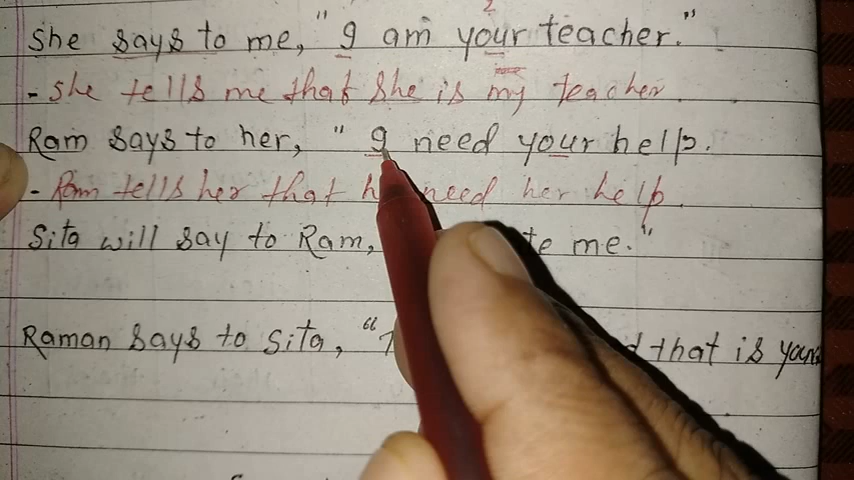 She says to me, "I am your teacher."
- She tells me that she is my teacher.
Ram says to her, "I need your help.
- Ram tells her that need her help.
Sita will say to Ram, me."
Raman says to Sita, " that is yours